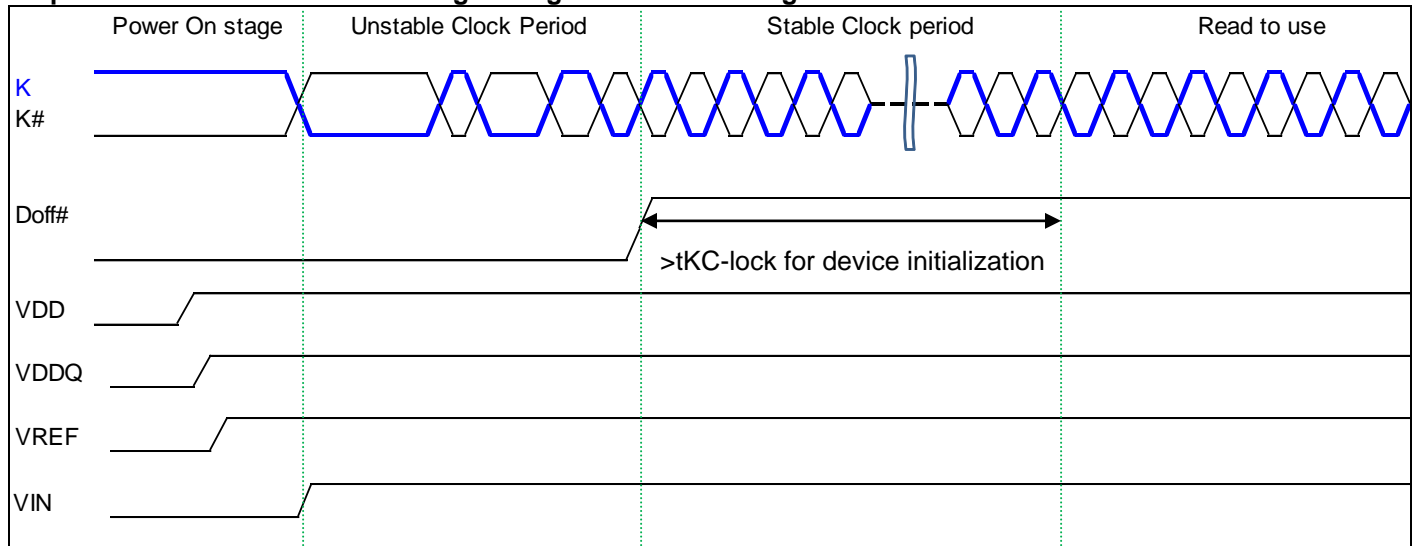 Power On stage
Unstable Clock Period
Stable Clock period
Read to use
K
K#
Doff#
>tKC-lock for device initialization
VDD
VDDQ
VREF
VIN